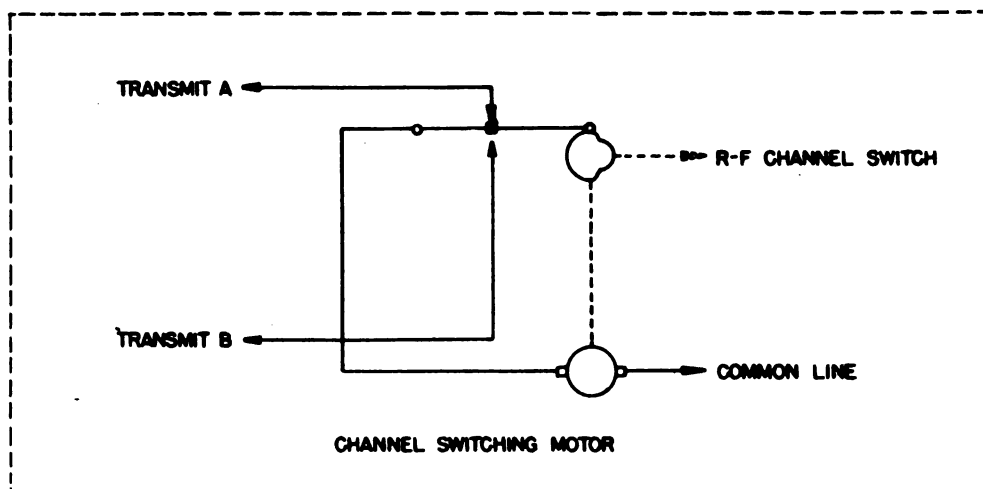 TRANSMIT A
R-F CHANNEL SWITCH
TRANSMIT B
COMMON LINE
CHANNEL SWITCHING MOTOR